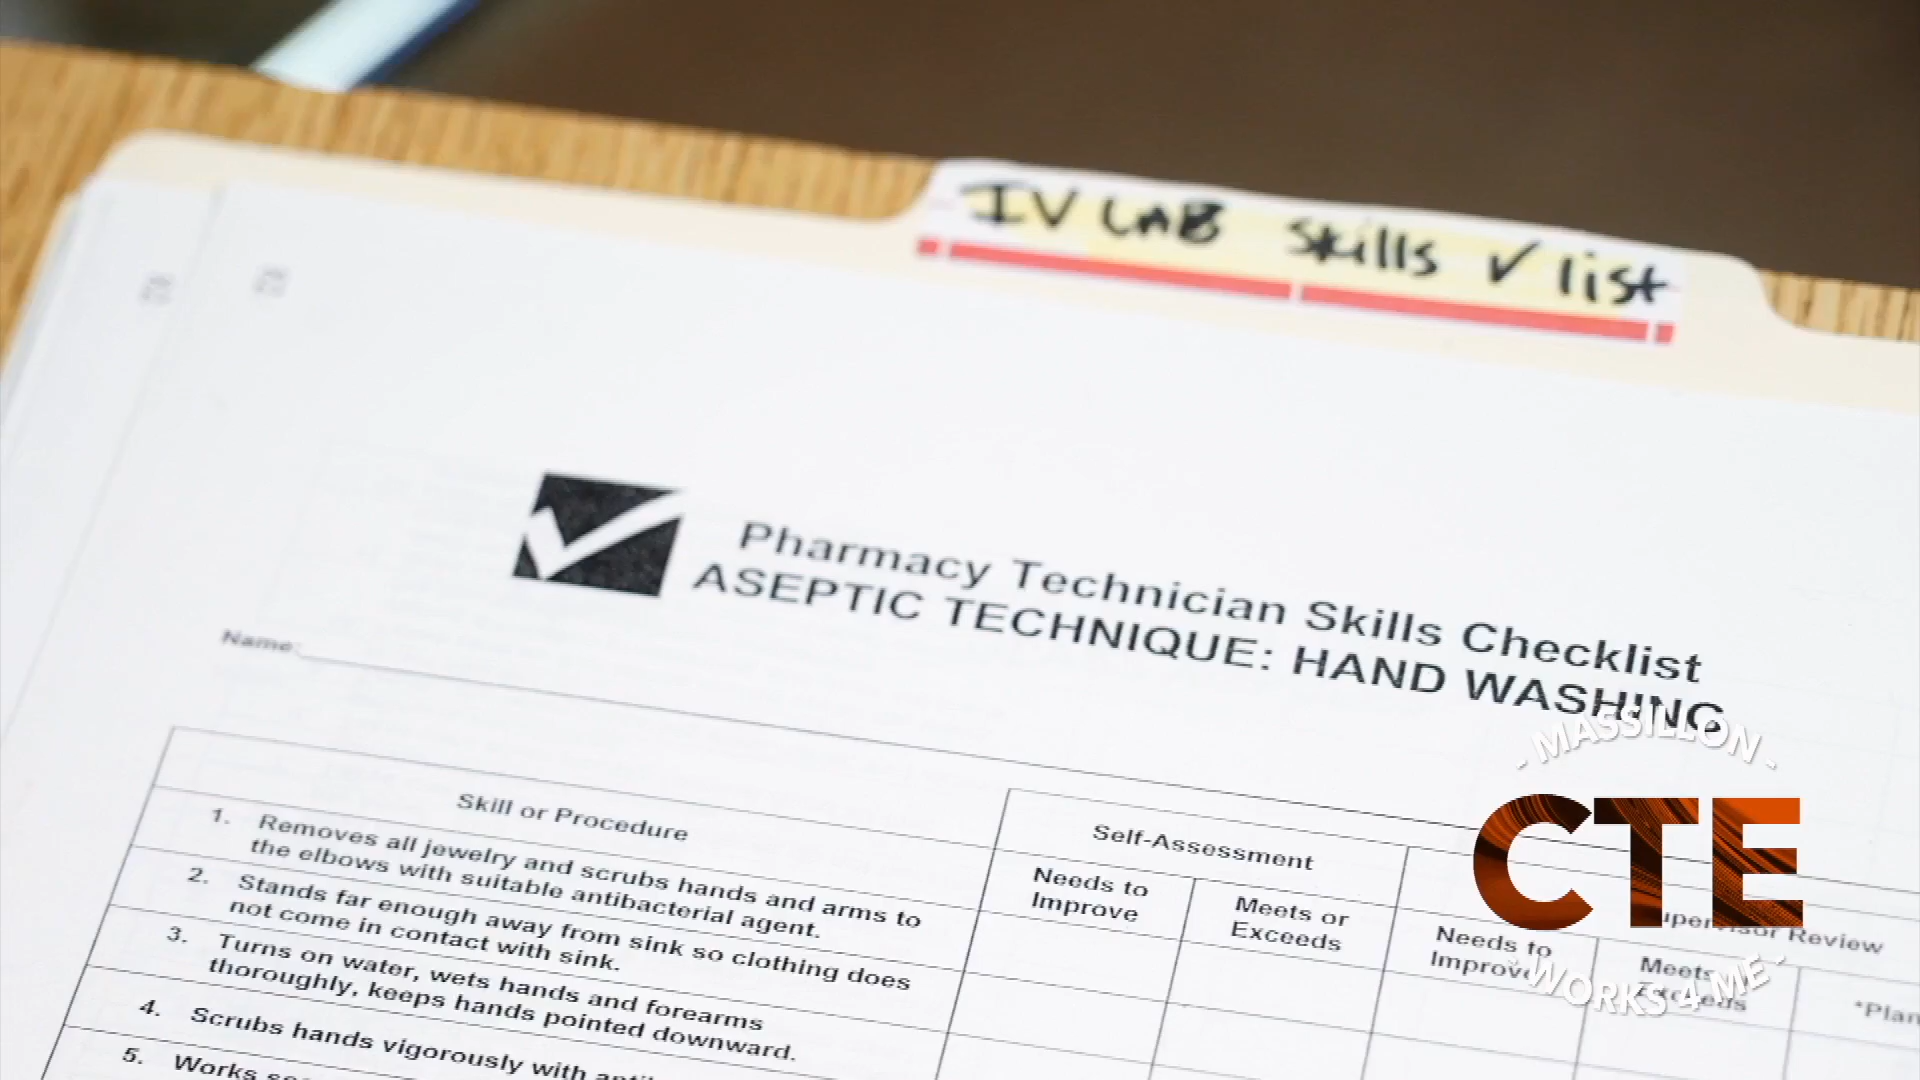 IV LAB Skills ✓ list
Pharmacy Technician Skills Checklist
ASEPTIC TECHNIQUE: HAND WASHING
Name:
Skill or Procedure
Self-Assessment
Supervisor Review
Needs to
Improve
Meets or
Exceeds
Needs to
Improve
Meets
Exceeds
*Plan
1. Removes all jewelry and scrubs hands and arms to
the elbows with suitable antibacterial agent.
2. Stands far enough away from sink so clothing does
not come in contact with sink.
3. Turns on water, wets hands and forearms
thoroughly, keeps hands pointed downward.
4. Scrubs hands vigorously with
5. Works
- MASSILLON -
CTE
- WORKS 4 ME -